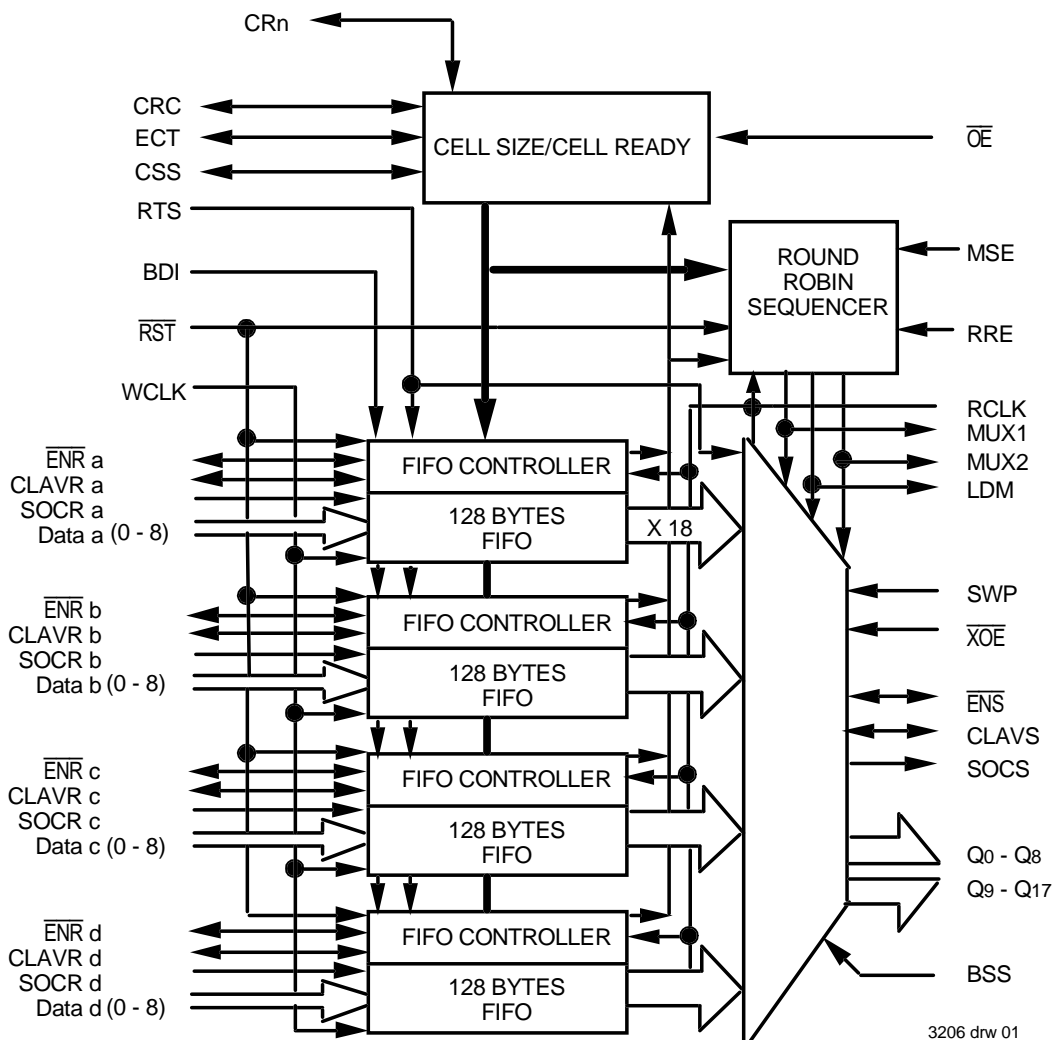 CRn
CRC
ECT
CSS
RTS
BDI
RST
WCLK
CELL SIZE/CELL READY
OE
ROUND
ROBIN
SEQUENCER
MSE
RRE
RCLK
MUX1
MUX2
LDM
ENR a
CLAVR a
SOCR a
Data a (0 - 8)
FIFO CONTROLLER
128 BYTES
FIFO
X 18
ENR b
CLAVR b
SOCR b
Data b (0 - 8)
FIFO CONTROLLER
128 BYTES
FIFO
ENR c
CLAVR c
SOCR c
Data c (0 - 8)
FIFO CONTROLLER
128 BYTES
FIFO
ENR d
CLAVR d
SOCR d
Data d (0 - 8)
FIFO CONTROLLER
128 BYTES
FIFO
SWP
XOE
ENS
CLAVS
SOCS
Q0 - Q8
Q9 - Q17
BSS
3206 drw 01